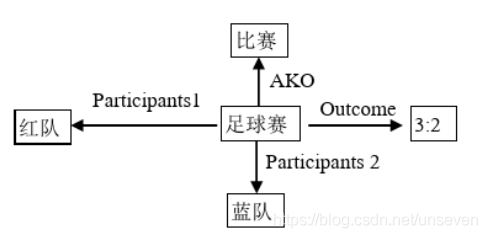 比赛
AKO
Participants1
Outcome
红队
足球赛
3:2
Participants 2
蓝队
https://blog.csdn.net/unseven